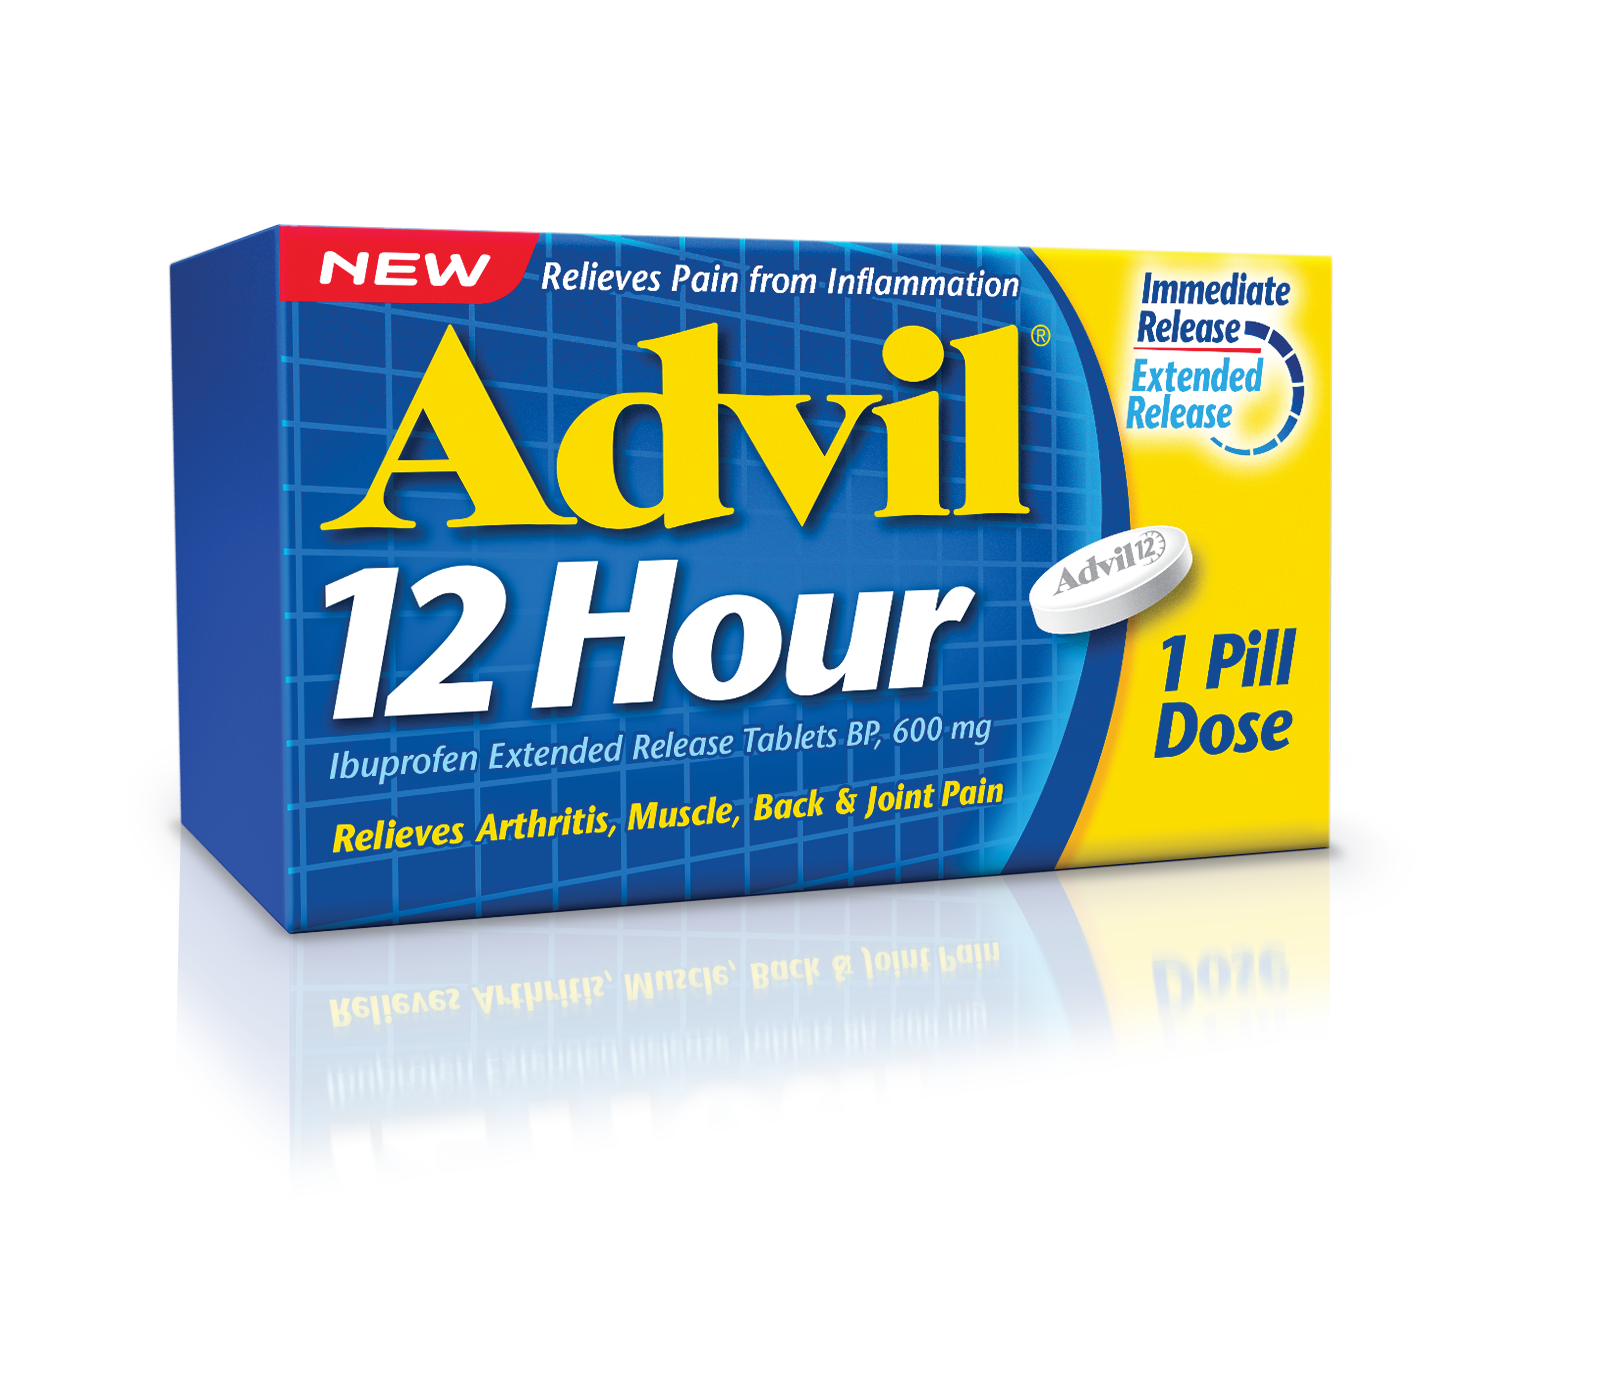 NEW
Relieves Pain from Inflammation
Advil®
12 Hour
Ibuprofen Extended Release Tablets BP, 600 mg
Relieves Arthritis, Muscle, Back & Joint Pain
Immediate
Release
Extended
Release
Advil 12
1 Pill
Dose